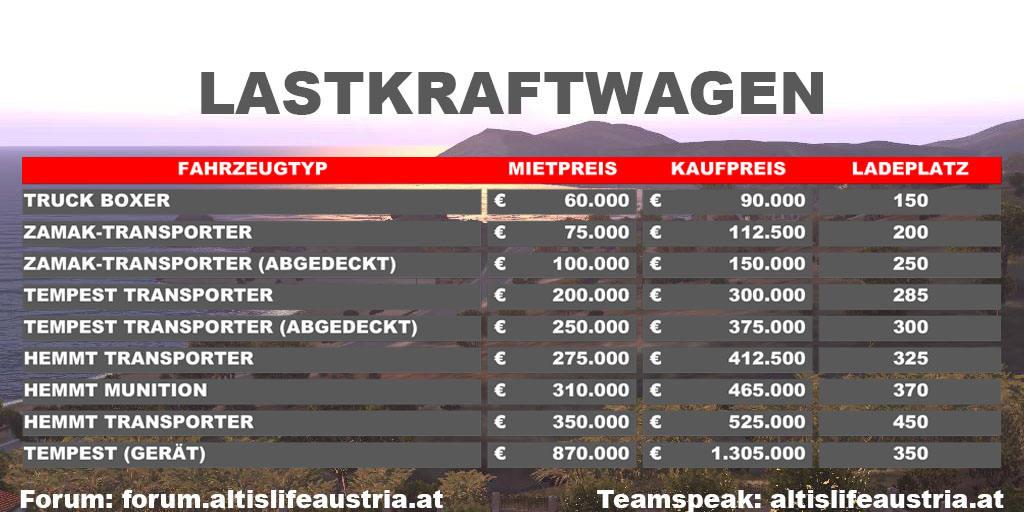 LASTKRAFTWAGEN
FAHRZEUGTYP MIETPREIS KAUFPREIS LADEPLATZ
TRUCK BOXER € 60.000 € 90.000 150
ZAMAK-TRANSPORTER € 75.000 € 112.500 200
ZAMAK-TRANSPORTER (ABGEDECKT) € 100.000 € 150.000 250
TEMPEST TRANSPORTER € 200.000 € 300.000 285
TEMPEST TRANSPORTER (ABGEDECKT) € 250.000 € 375.000 300
HEMMT TRANSPORTER € 275.000 € 412.500 325
HEMMT MUNITION € 310.000 € 465.000 370
HEMMT TRANSPORTER € 350.000 € 525.000 450
TEMPEST (GERÄT) € 870.000 € 1.305.000 350
Forum: forum.altislifeaustria.at Teamspeak: altislifeaustria.at